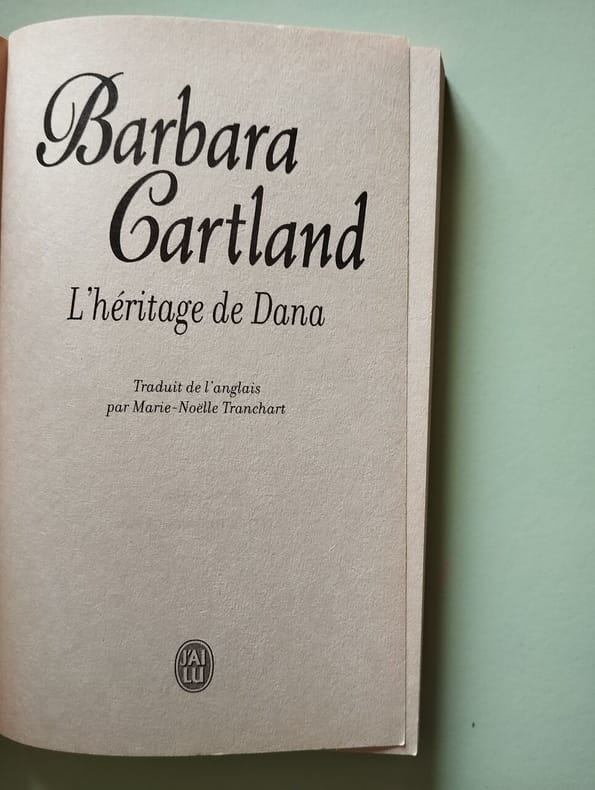 Barbara
Cartland
L'héritage de Dana
Traduit de l'anglais
par Marie-Noëlle Tranchart
J'AI
LU